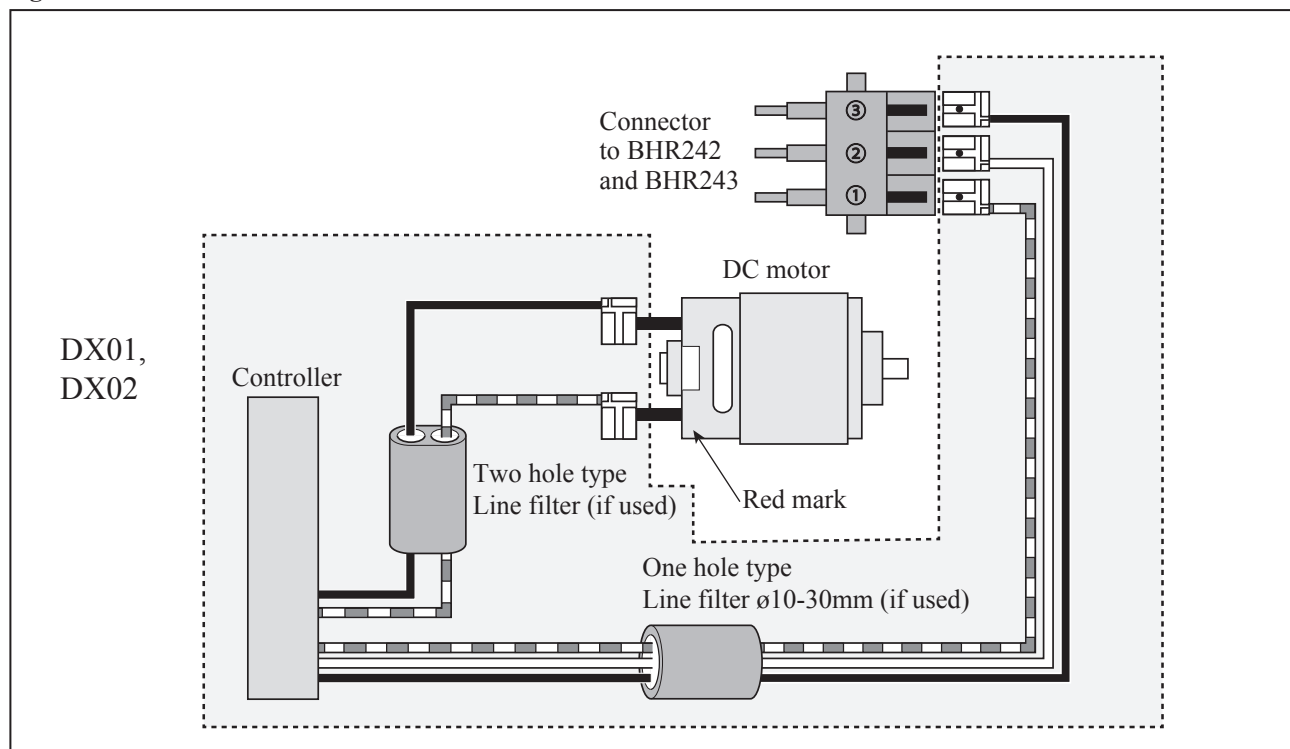 Connector
to BHR242
and BHR243
③
②
①
DC motor
DX01,
DX02
Controller
Two hole type
Line filter (if used)
Red mark
One hole type
Line filter ø10-30mm (if used)